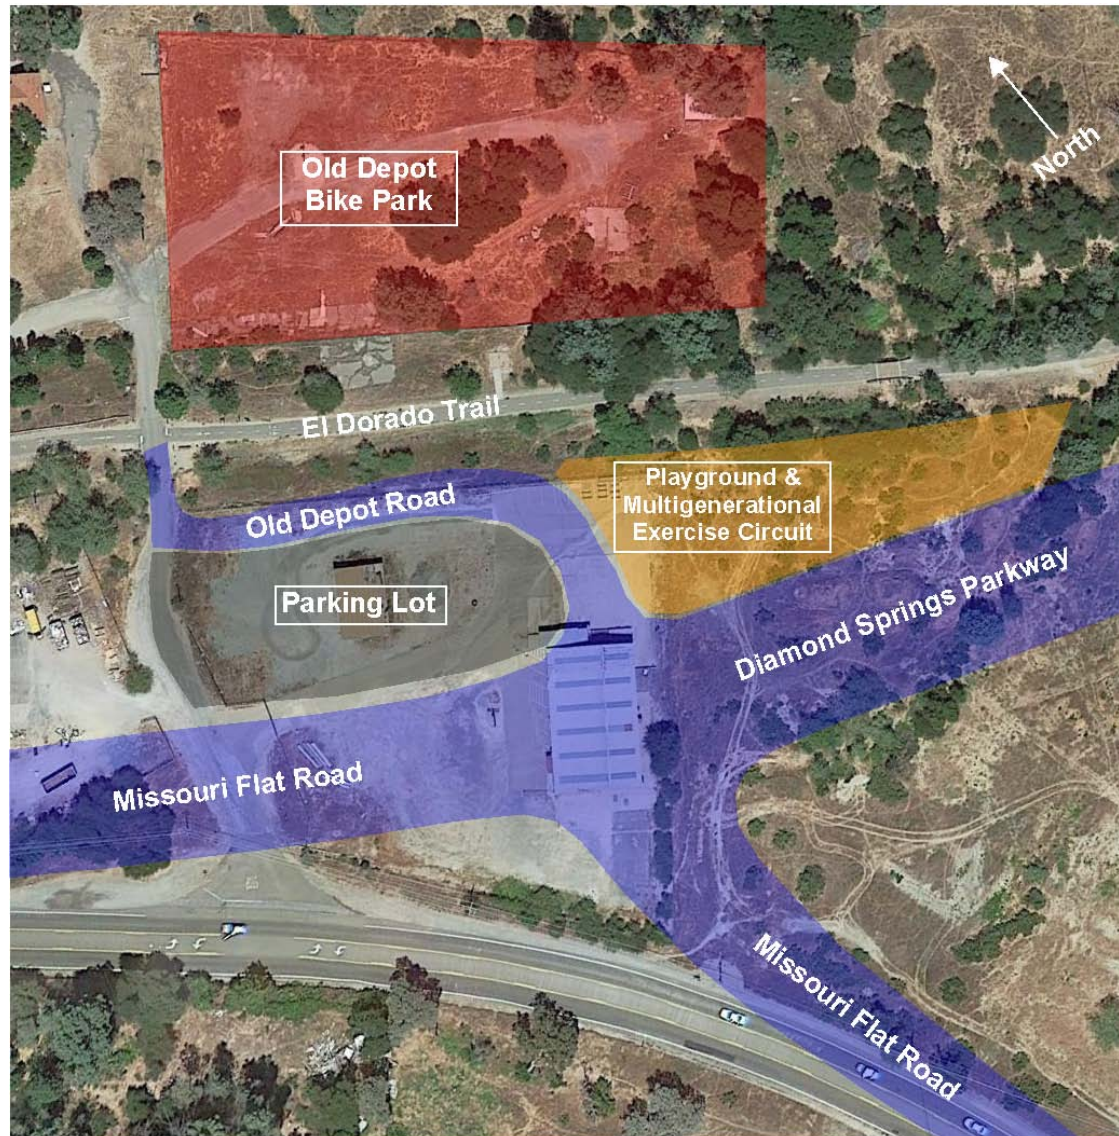 Old Depot
Bike Park
North
El Dorado Trail
Playground &
Multigenerational
Exercise Circuit
Old Depot Road
Parking Lot
Diamond Springs Parkway
Missouri Flat Road
Missouri Flat Road